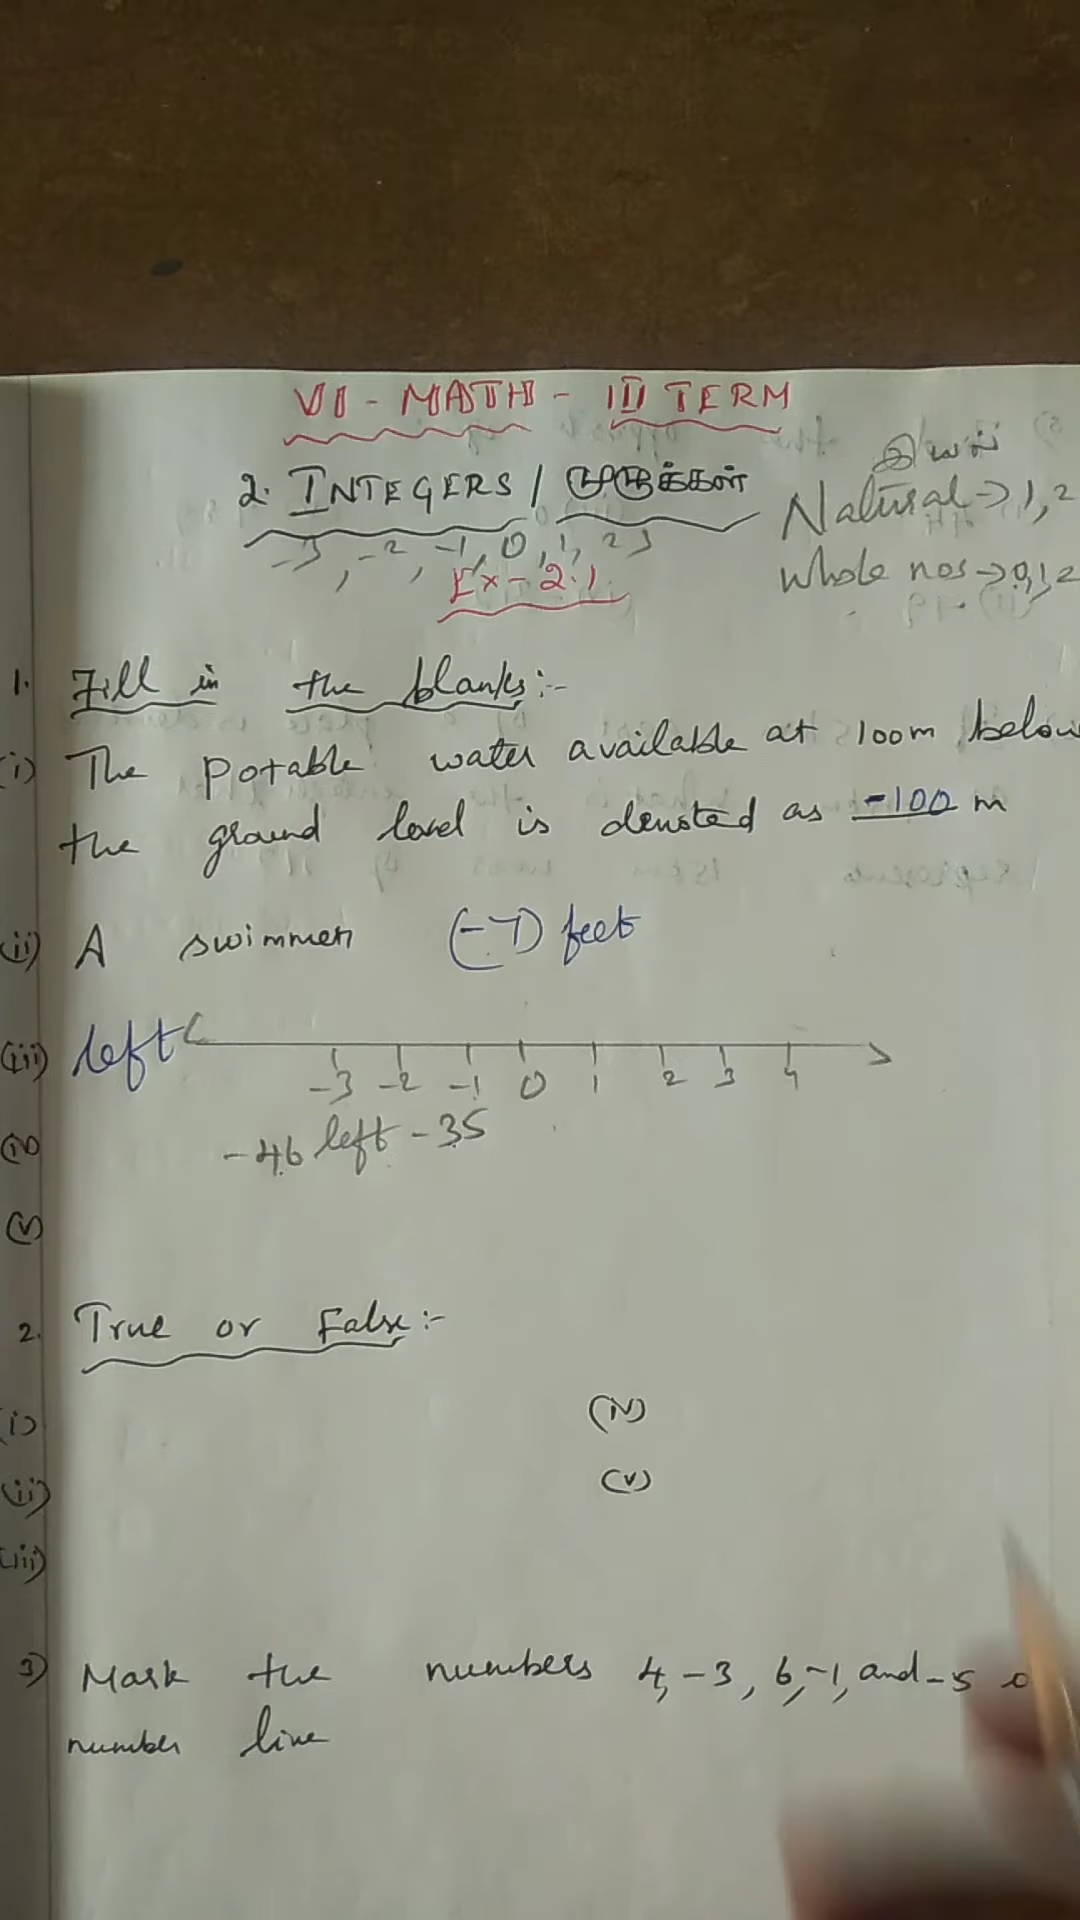 VI - MATH - III TERM
2. INTEGERS / முழுக்கள்
இயல்
Natural → 1, 2
-3, -2, -1, 0, 1, 2,
Whole nos → 0, 1, 2
Ex - 2.1
1. Fill in the blanks :-
(i) The potable water available at 100m below
the ground level is denoted as -100 m
(ii) A swimmer (-7) feet
(iii) left
-3 -2 -1 0 1 2 3 4
(iv) -46 left -35
(v)
2. True or False :-
(i) (iv)
(ii) (v)
(iii)
3) Mark the numbers 4, -3, 6, -1, and -5
number line